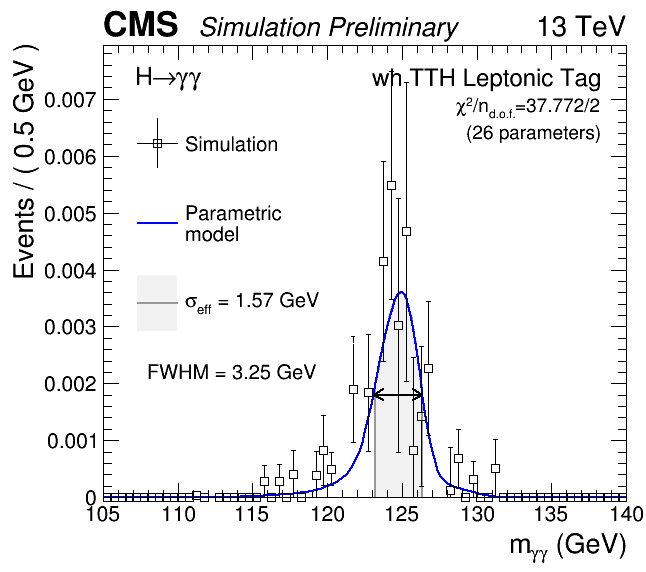 CMS Simulation Preliminary 13 TeV
H→γγ
wh TTH Leptonic Tag
χ²/n_d.o.f.=37.772/2
(26 parameters)
Simulation
Parametric
model
σ_eff = 1.57 GeV
FWHM = 3.25 GeV
Events / ( 0.5 GeV )
0.007
0.006
0.005
0.004
0.003
0.002
0.001
0
105 110 115 120 125 130 135 140
m_γγ (GeV)